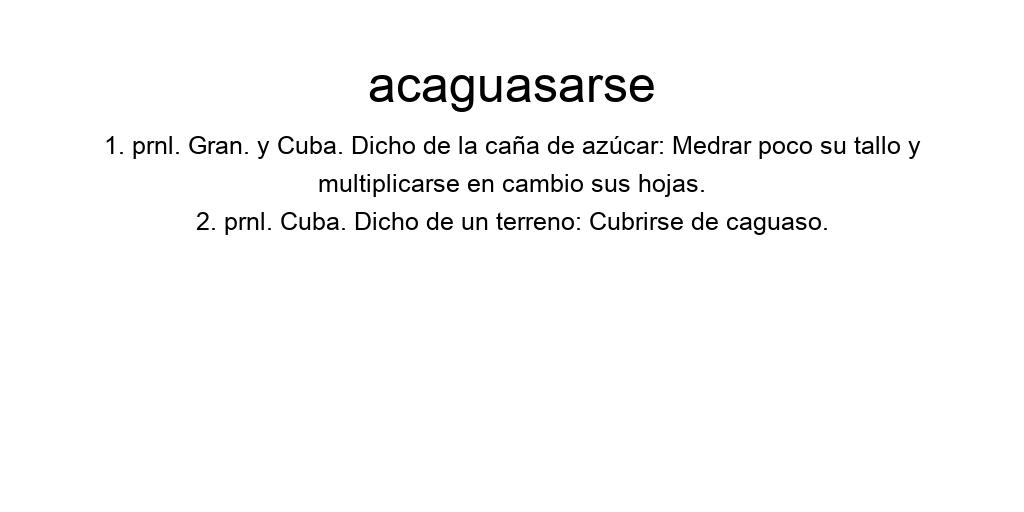 acaguasarse
1. prnl. Gran. y Cuba. Dicho de la caña de azúcar: Medrar poco su tallo y
multiplicarse en cambio sus hojas.
2. prnl. Cuba. Dicho de un terreno: Cubrirse de caguaso.